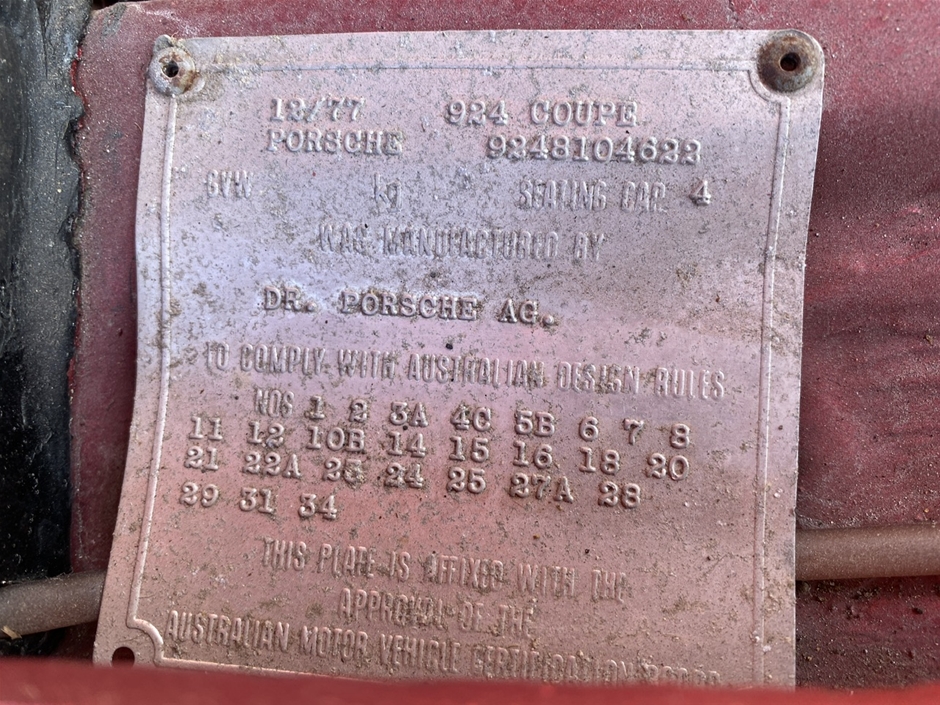 12/77 924 COUPE
PORSCHE 9248104622
GVW kg SEATING CAP. 4
WAS MANUFACTURED BY
DR. PORSCHE AG.
TO COMPLY WITH AUSTRALIAN DESIGN RULES
NOS 1 2 3A 4C 5B 6 7 8
11 12 10B 14 15 16 18 20
21 22A 23 24 25 27A 28
29 31 34
THIS PLATE IS AFFIXED WITH THE
APPROVAL OF THE
AUSTRALIAN MOTOR VEHICLE CERTIFICATION BOARD